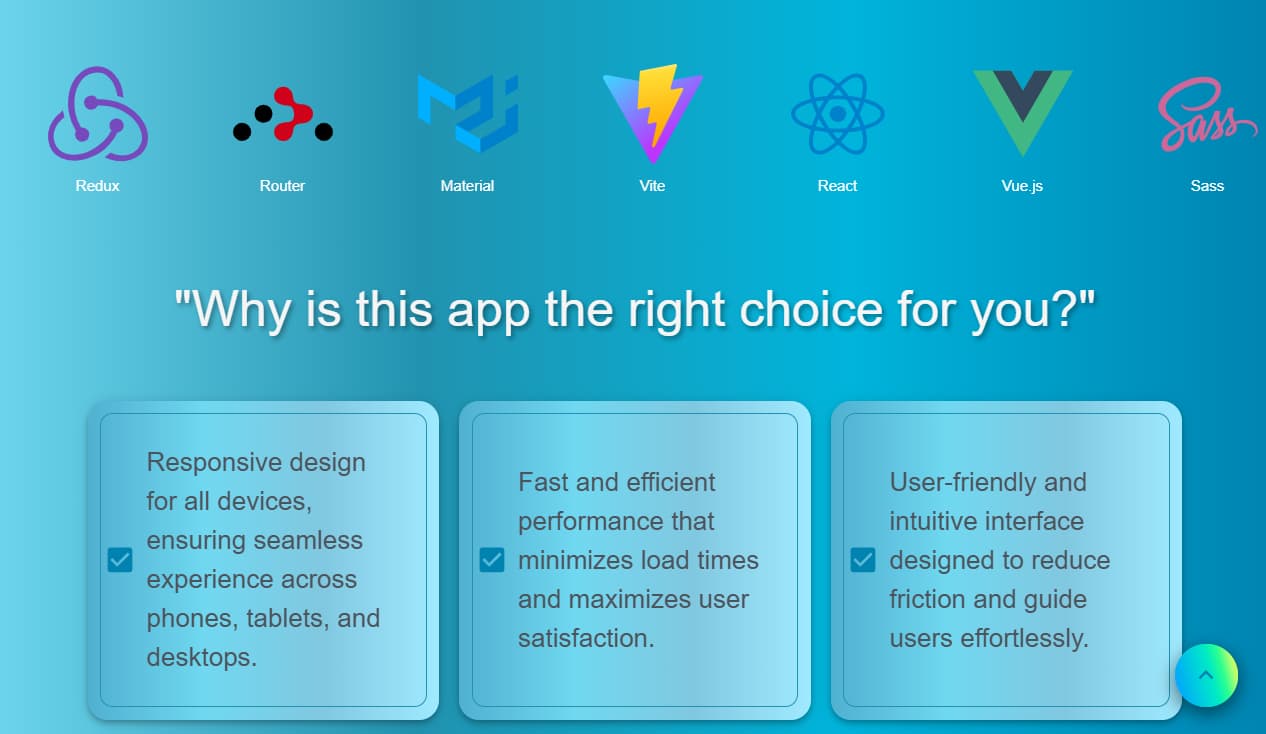 Sass
Redux
Router
Material
Vite
React
Vue.js
Sass
"Why is this app the right choice for you?"
Responsive design
for all devices,
ensuring seamless
experience across
phones, tablets, and
desktops.
Fast and efficient
performance that
minimizes load times
and maximizes user
satisfaction.
User-friendly and
intuitive interface
designed to reduce
friction and guide
users effortlessly.